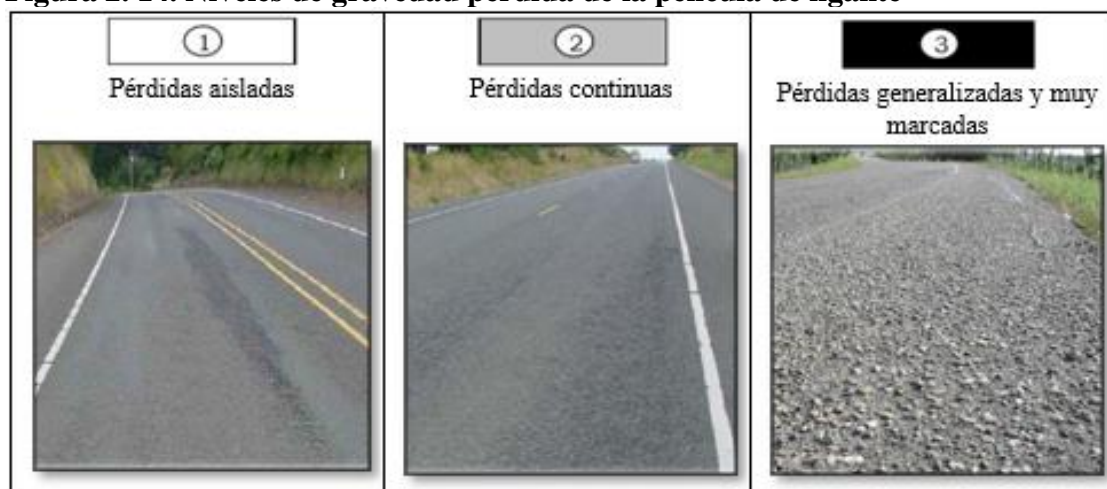 Figura 2. 14. Niveles de gravedad pérdida de la película de ligante
1
Pérdidas aisladas
2
Pérdidas continuas
3
Pérdidas generalizadas y muy
marcadas